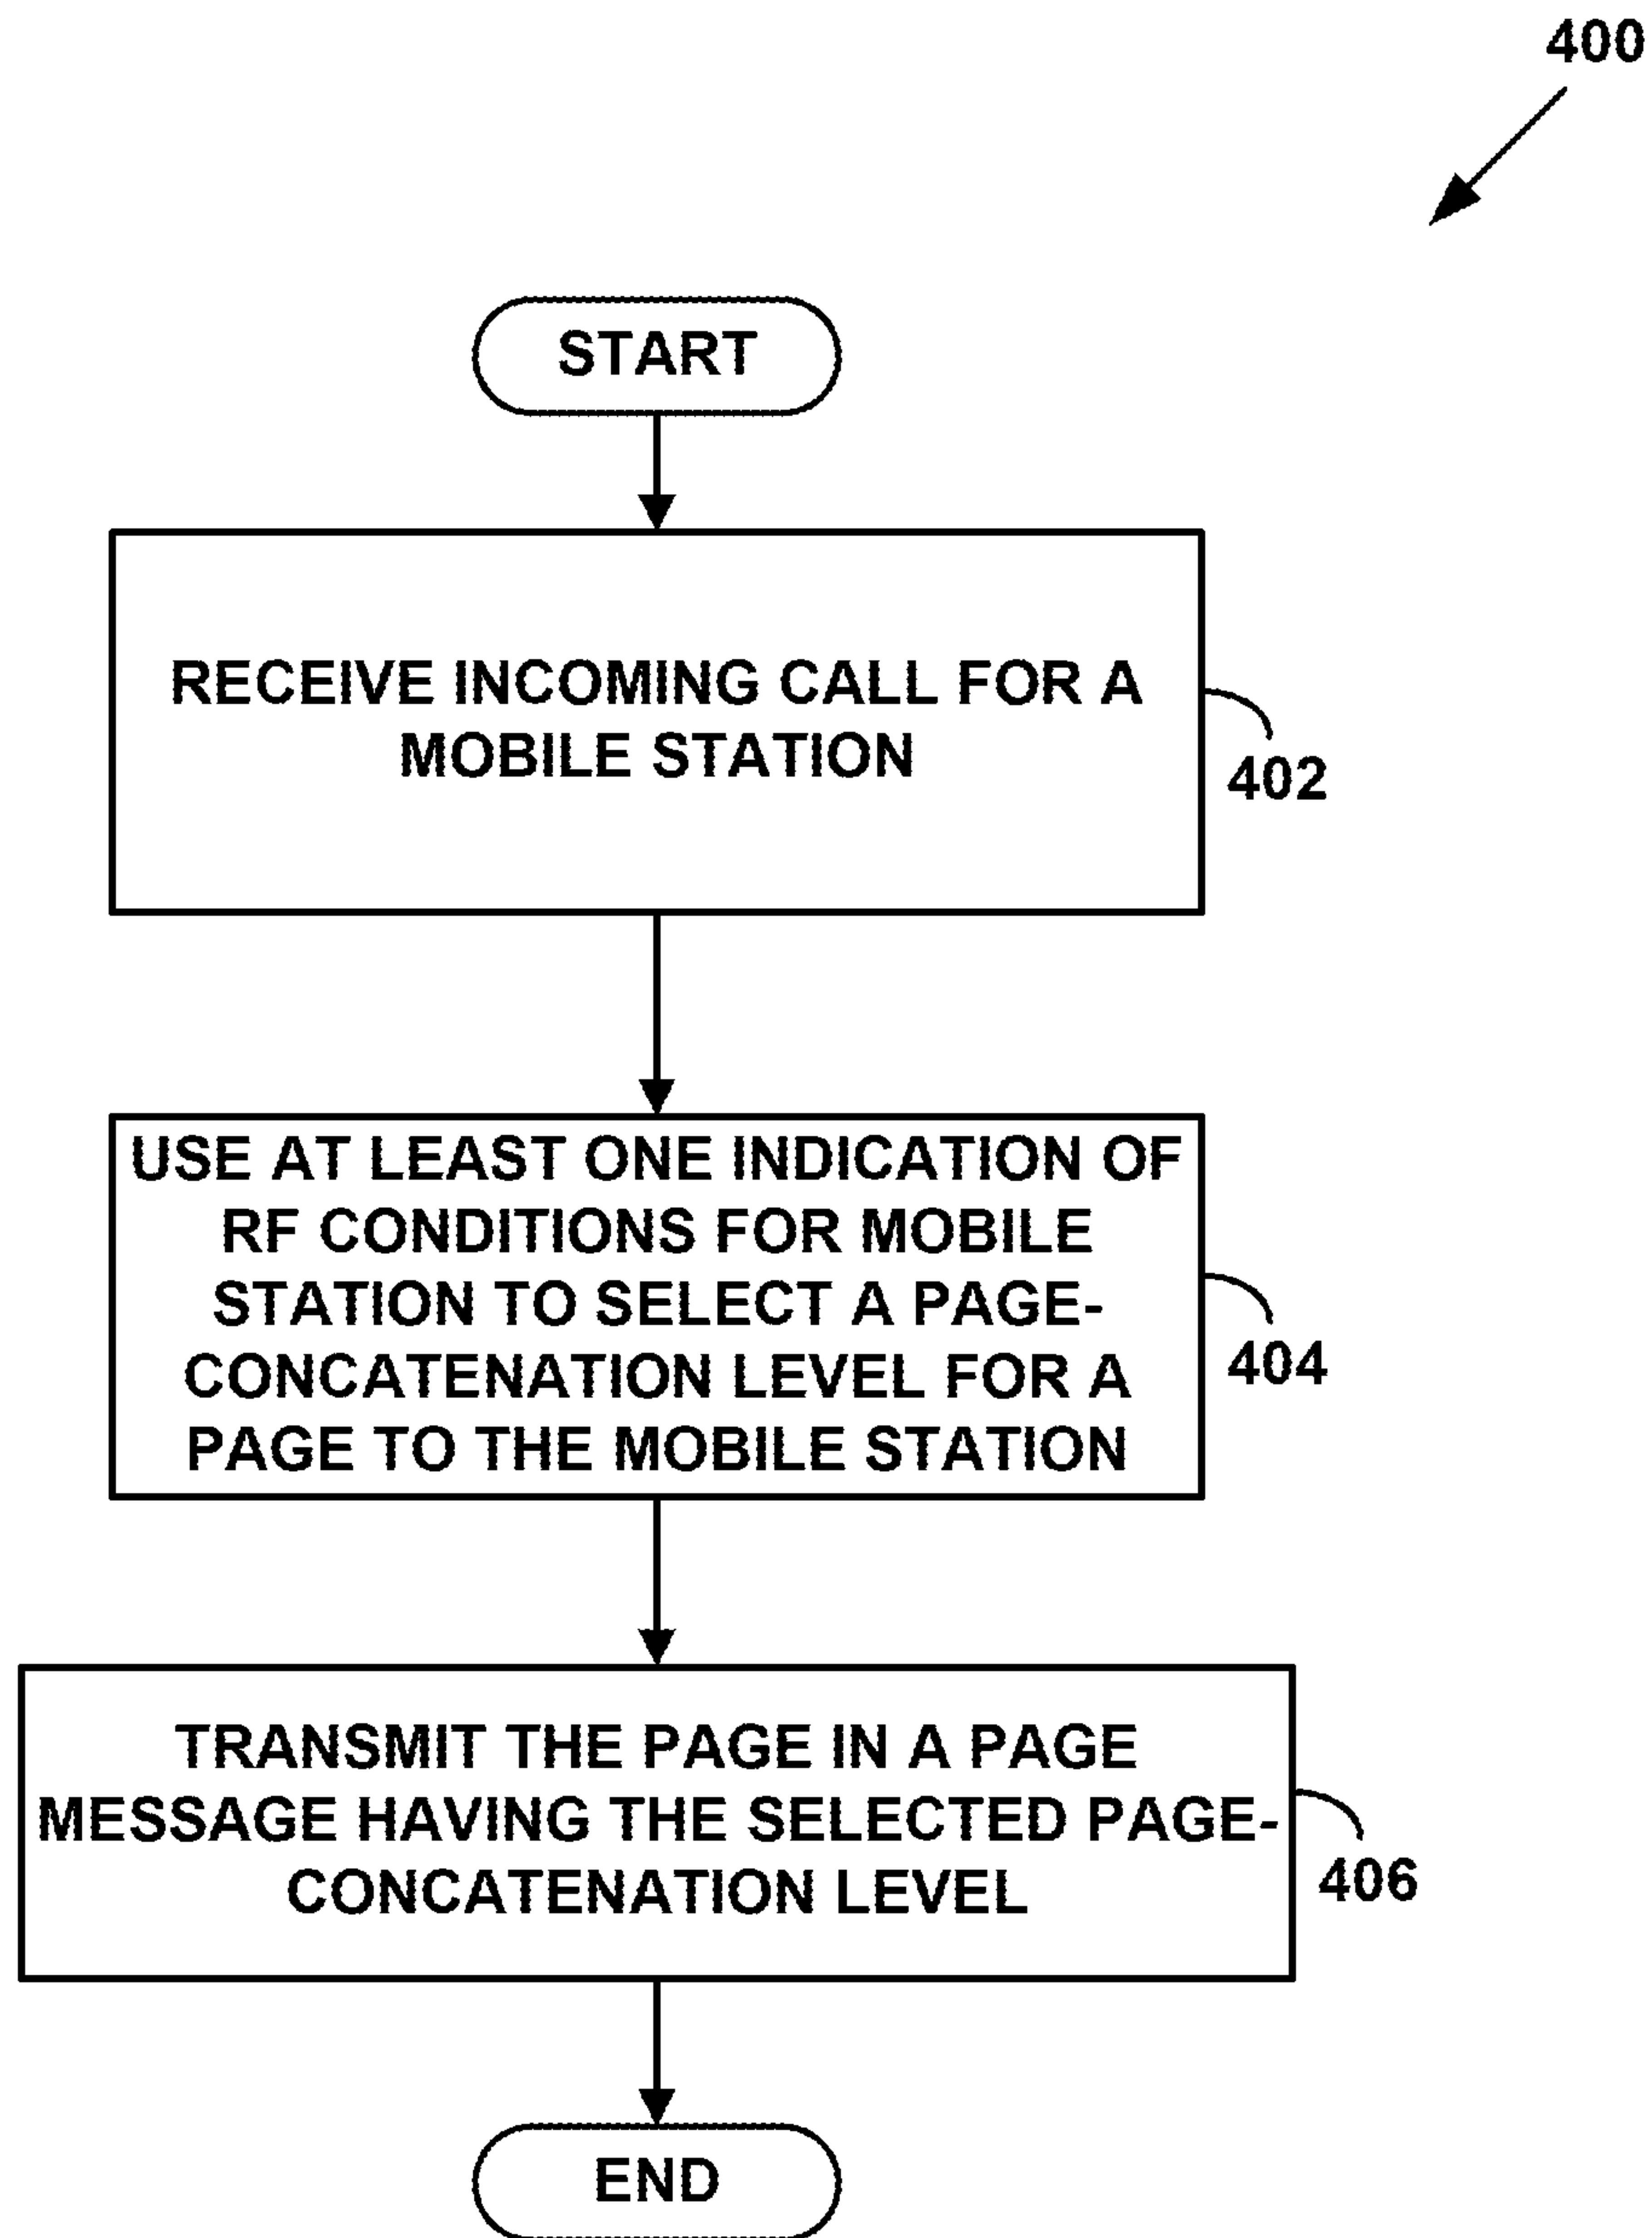 400
START
RECEIVE INCOMING CALL FOR A
MOBILE STATION
402
USE AT LEAST ONE INDICATION OF
RF CONDITIONS FOR MOBILE
STATION TO SELECT A PAGE-
CONCATENATION LEVEL FOR A
PAGE TO THE MOBILE STATION
404
TRANSMIT THE PAGE IN A PAGE
MESSAGE HAVING THE SELECTED PAGE-
CONCATENATION LEVEL
406
END